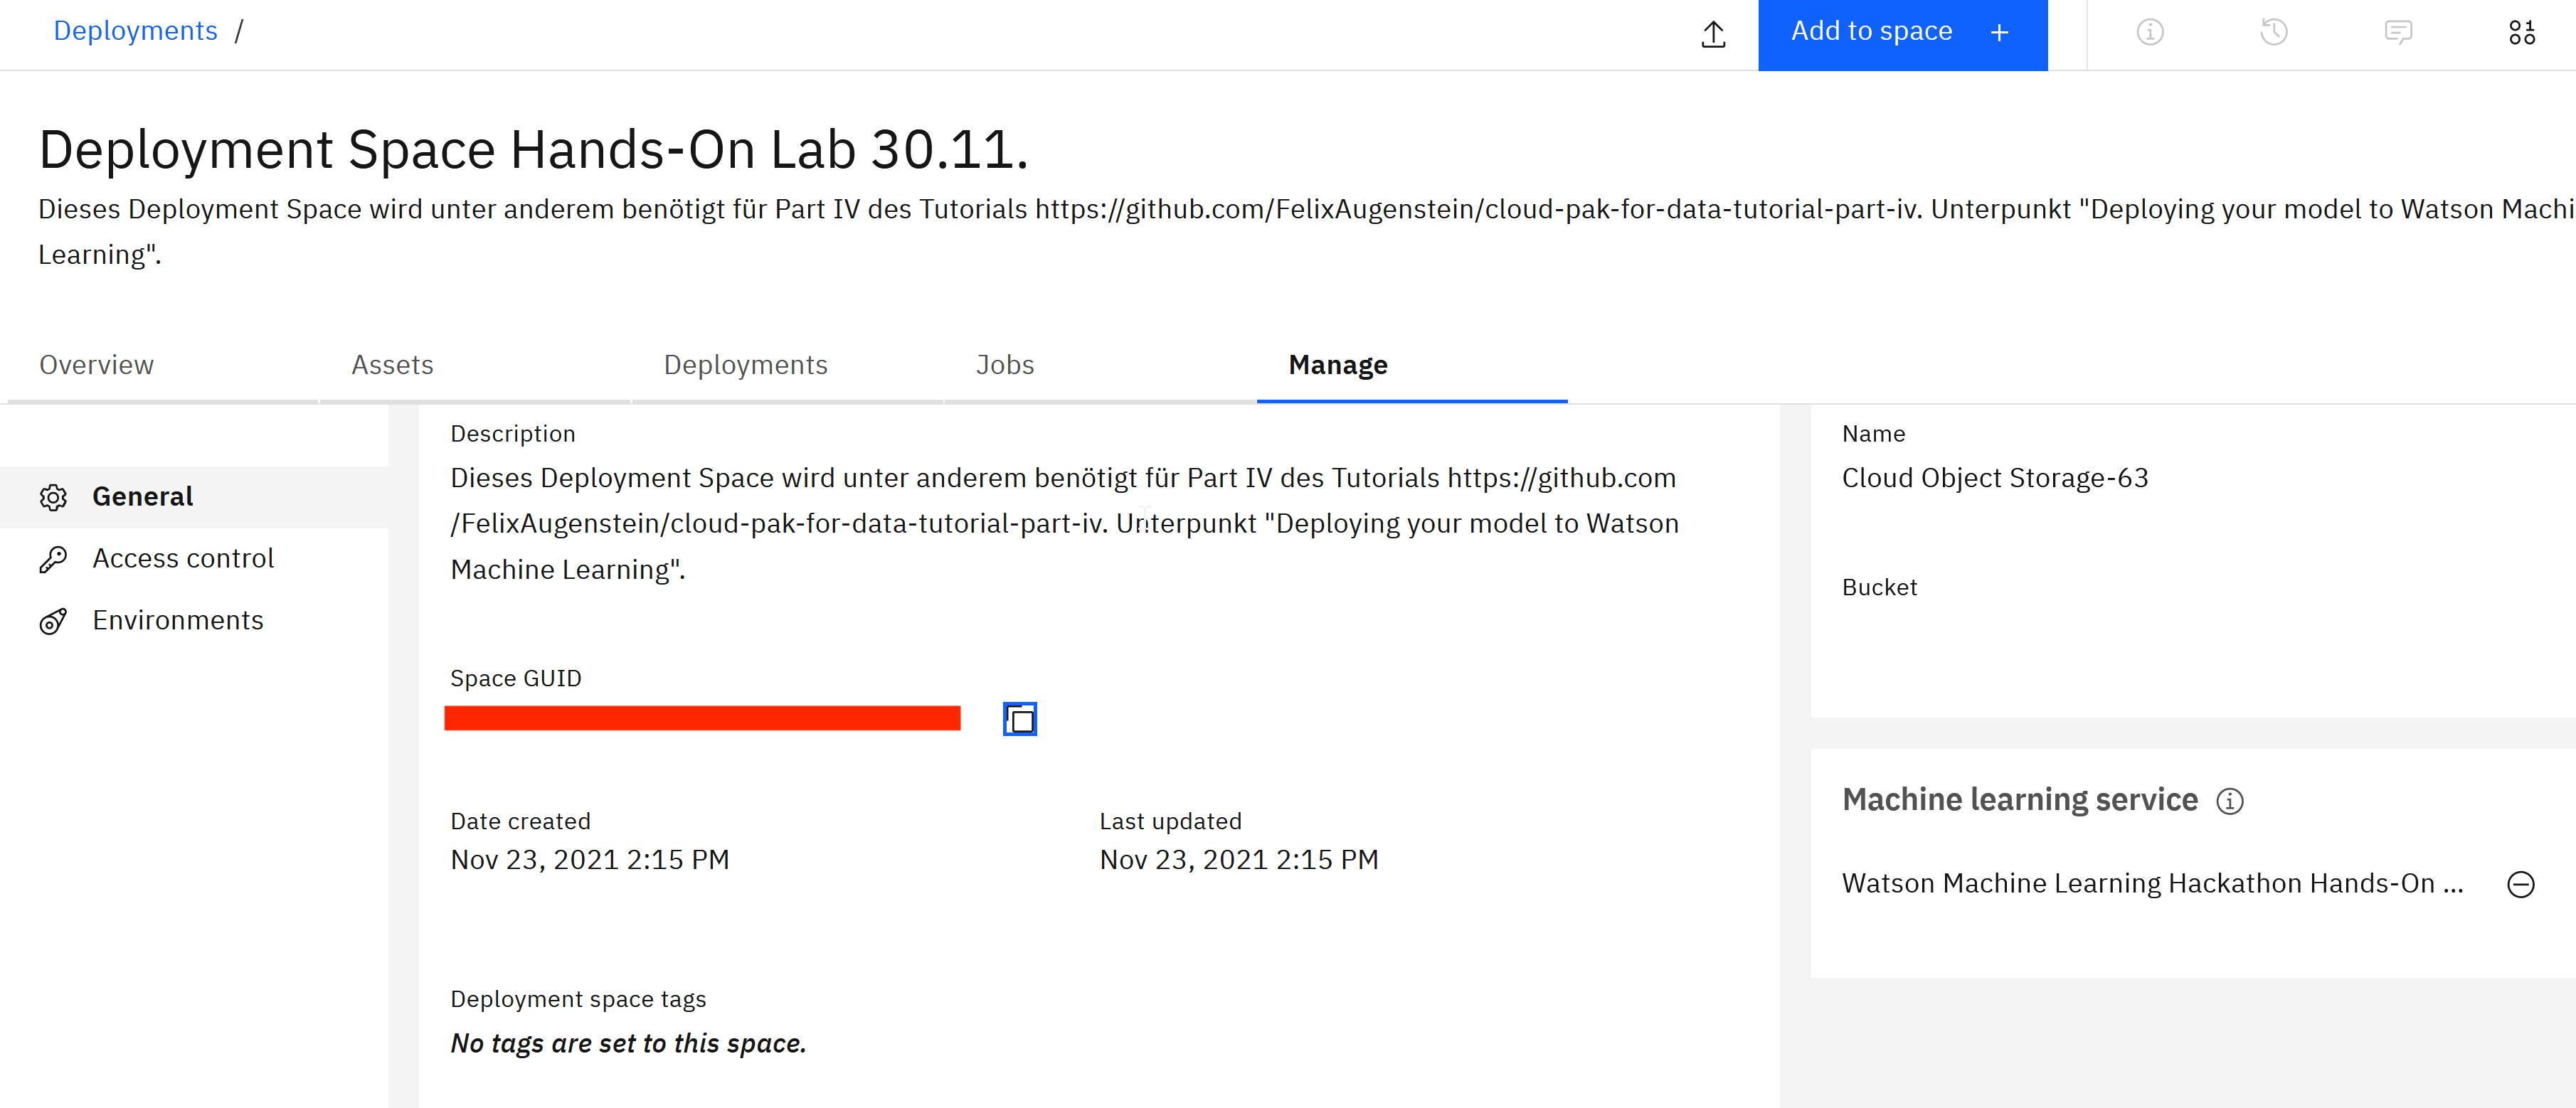 Deployments /
Add to space +
Deployment Space Hands-On Lab 30.11.
Dieses Deployment Space wird unter anderem benötigt für Part IV des Tutorials https://github.com/FelixAugenstein/cloud-pak-for-data-tutorial-part-iv. Unterpunkt "Deploying your model to Watson Machi
Learning".
Overview
Assets
Deployments
Jobs
Manage
General
Access control
Environments
Description
Dieses Deployment Space wird unter anderem benötigt für Part IV des Tutorials https://github.com
/FelixAugenstein/cloud-pak-for-data-tutorial-part-iv. Unterpunkt "Deploying your model to Watson
Machine Learning".
Space GUID
Date created
Nov 23, 2021 2:15 PM
Last updated
Nov 23, 2021 2:15 PM
Deployment space tags
No tags are set to this space.
Name
Cloud Object Storage-63
Bucket
Machine learning service
Watson Machine Learning Hackathon Hands-On ...